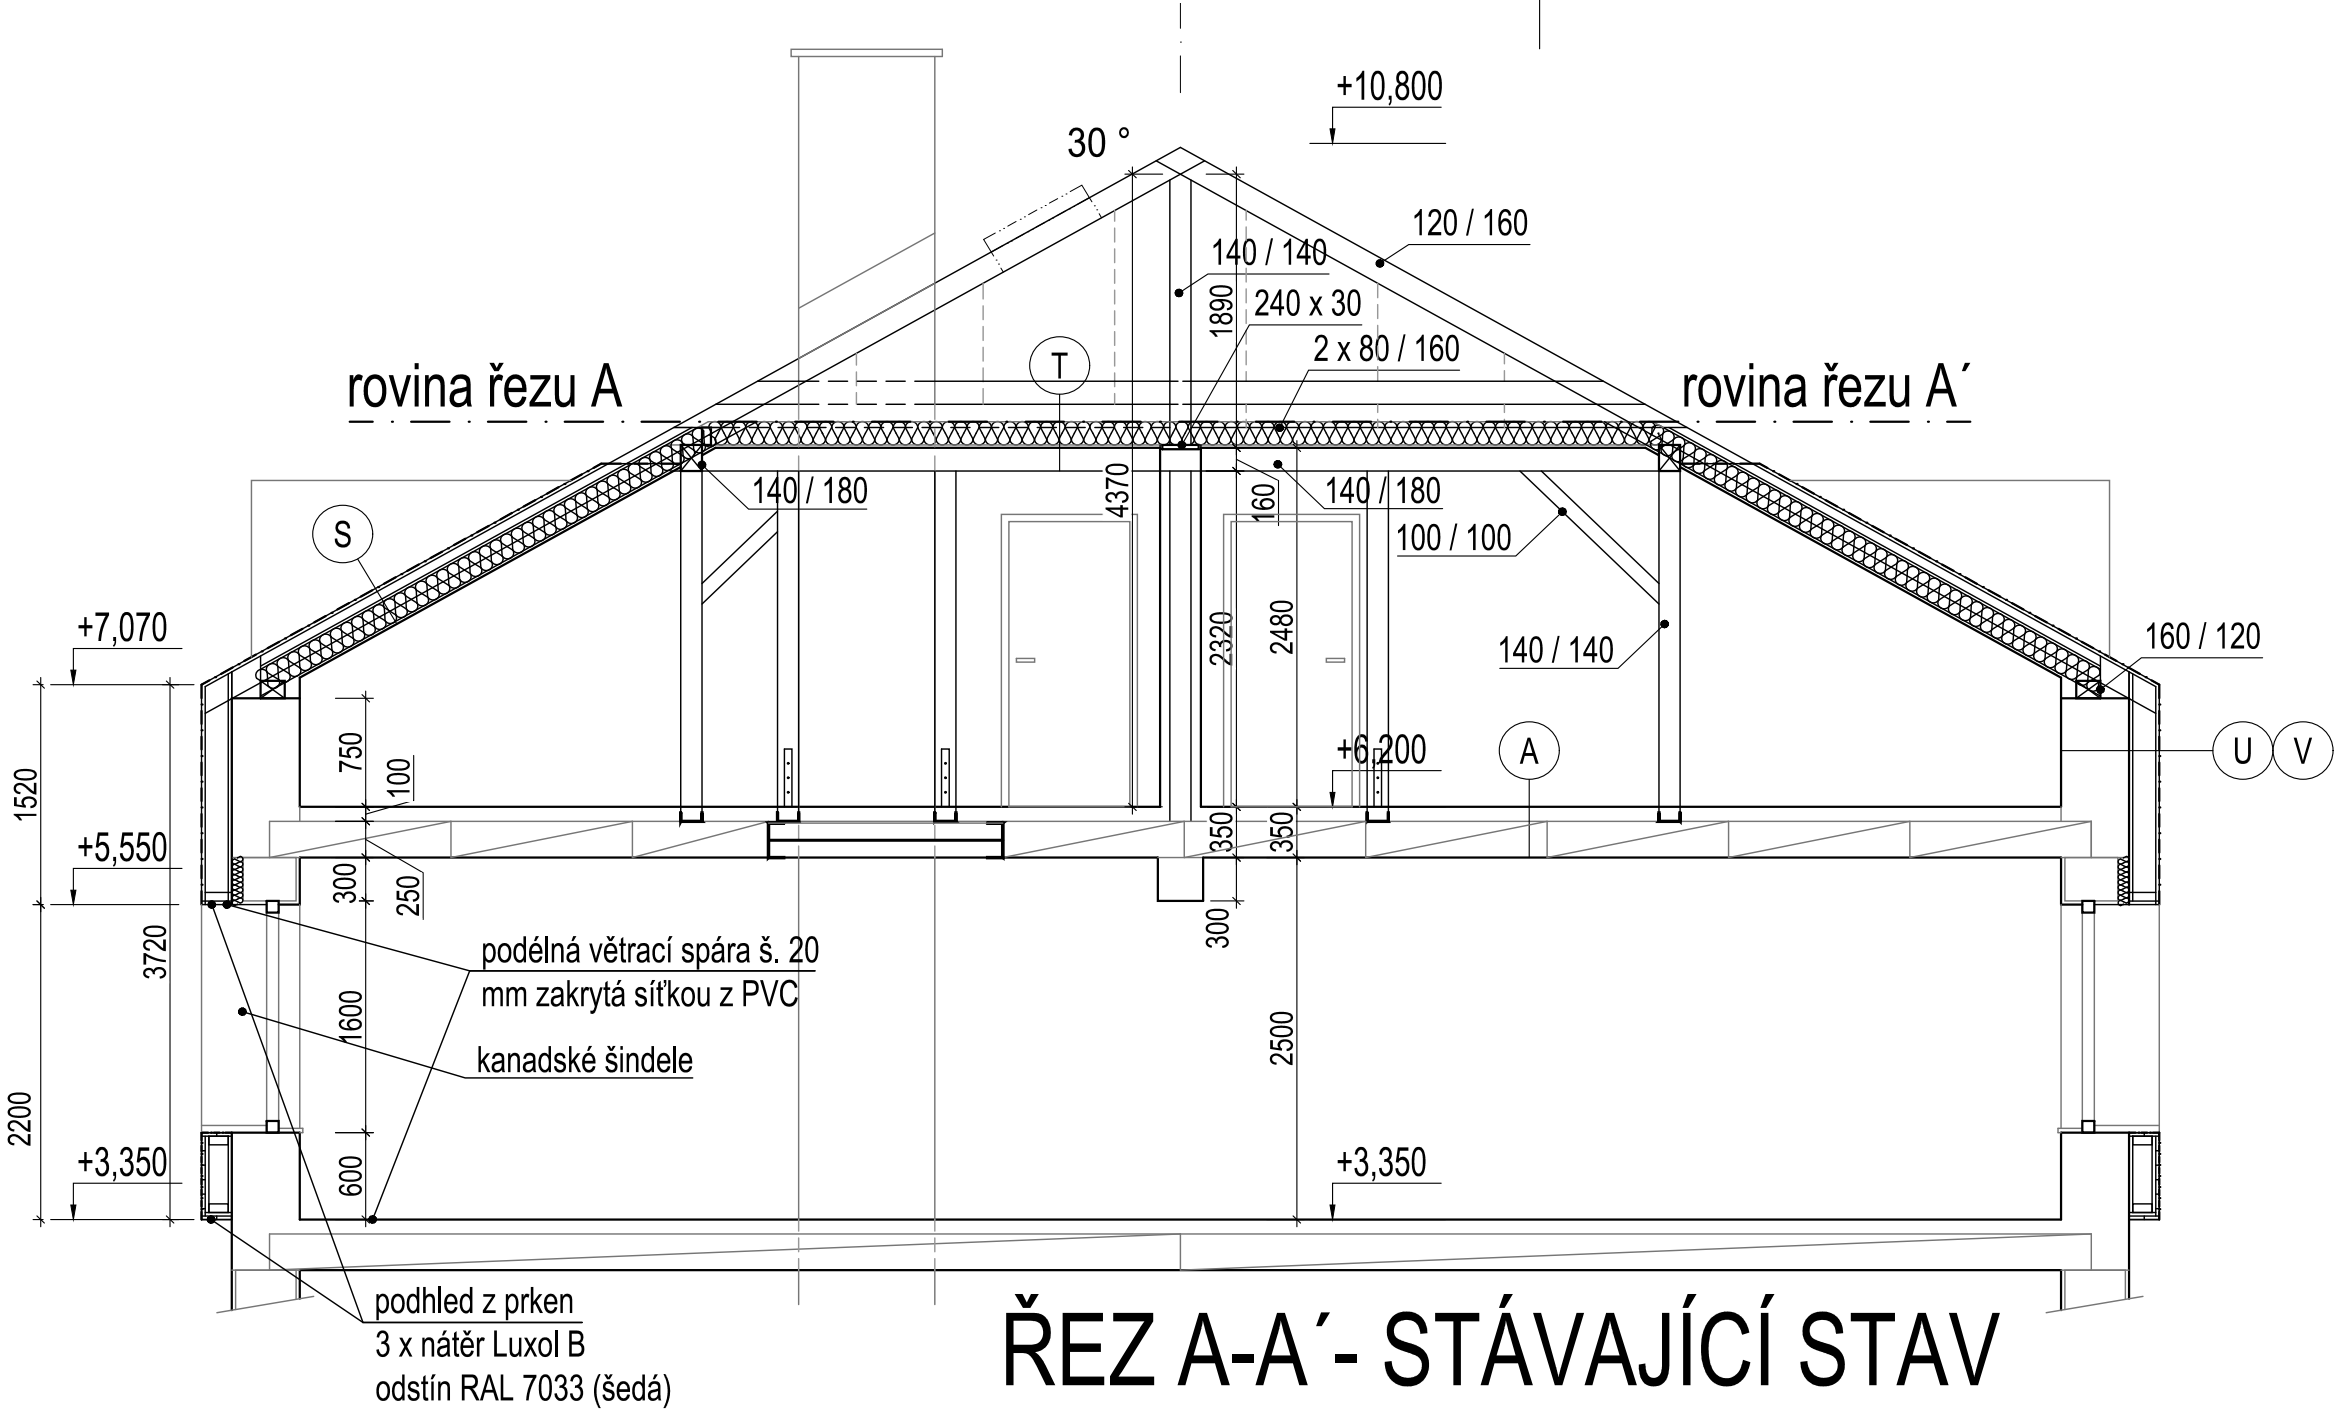 +10,800
30 °
120 / 160
140 / 140
1890
240 x 30
2 x 80 / 160
T
rovina řezu A
rovina řezu A´
140 / 180
4370
160
140 / 180
100 / 100
S
+7,070
2320
2480
140 / 140
160 / 120
750
100
+6,200
A
U
V
1520
+5,550
350
350
300
250
300
3720
podélná větrací spára š. 20
mm zakrytá síťkou z PVC
1600
2500
kanadské šindele
2200
+3,350
600
+3,350
podhled z prken
3 x nátěr Luxol B
odstín RAL 7033 (šedá)
ŘEZ A-A´- STÁVAJÍCÍ STAV